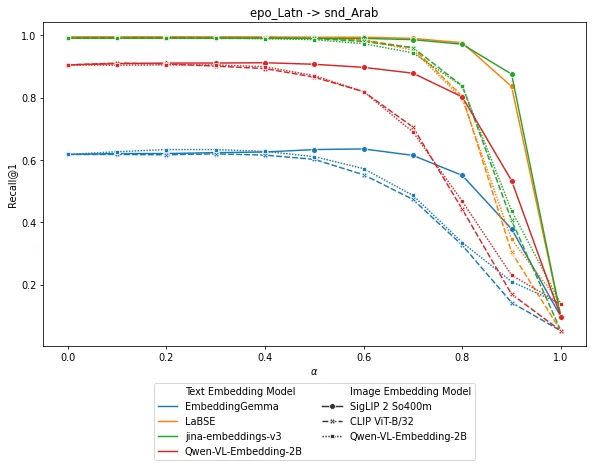 epo_Latn -> snd_Arab
Recall@1
1.0
0.8
0.6
0.4
0.2
0.0 0.2 0.4 0.6 0.8 1.0
α
Text Embedding Model
EmbeddingGemma
LaBSE
jina-embeddings-v3
Qwen-VL-Embedding-2B
Image Embedding Model
SigLIP 2 So400m
CLIP ViT-B/32
Qwen-VL-Embedding-2B